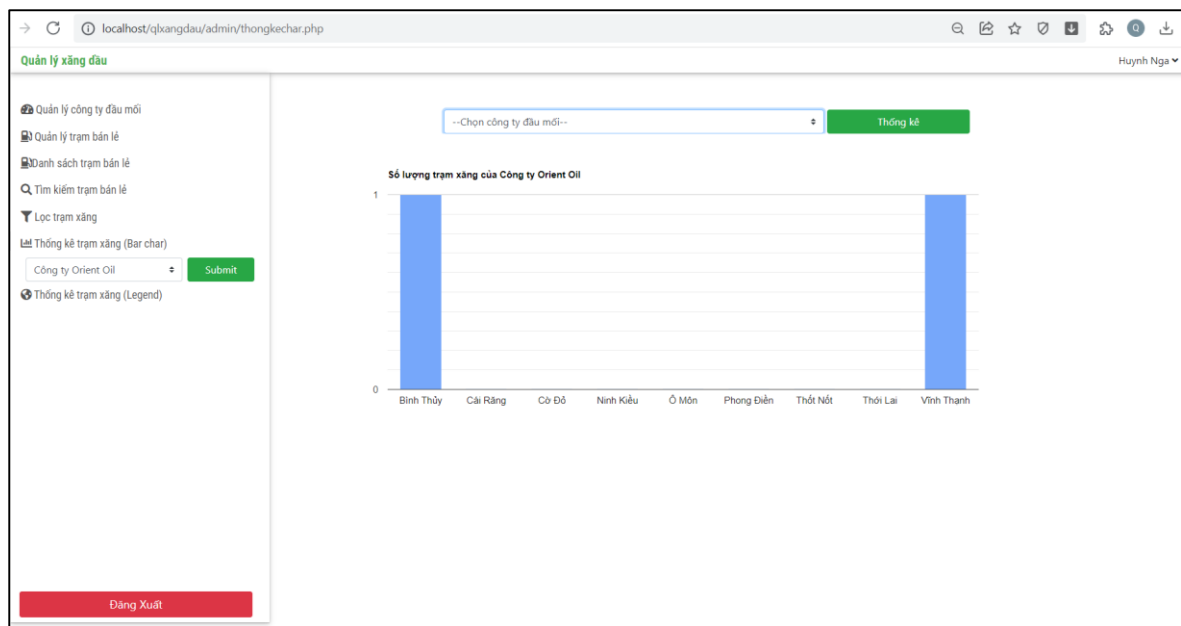 localhost/qlxangdau/admin/thongkechar.php
Q
Quản lý xăng dầu
Huynh Nga
Quản lý công ty đầu mối
Quản lý trạm bán lẻ
Danh sách trạm bán lẻ
Tìm kiếm trạm bán lẻ
Lọc trạm xăng
Thống kê trạm xăng (Bar char)
Công ty Orient Oil
Submit
Thống kê trạm xăng (Legend)
Đăng Xuất
--Chọn công ty đầu mối--
Thống kê
Số lượng trạm xăng của Công ty Orient Oil
1
0
Bình Thủy Cái Răng Cờ Đỏ Ninh Kiều Ô Môn Phong Điền Thốt Nốt Thới Lai Vĩnh Thạnh